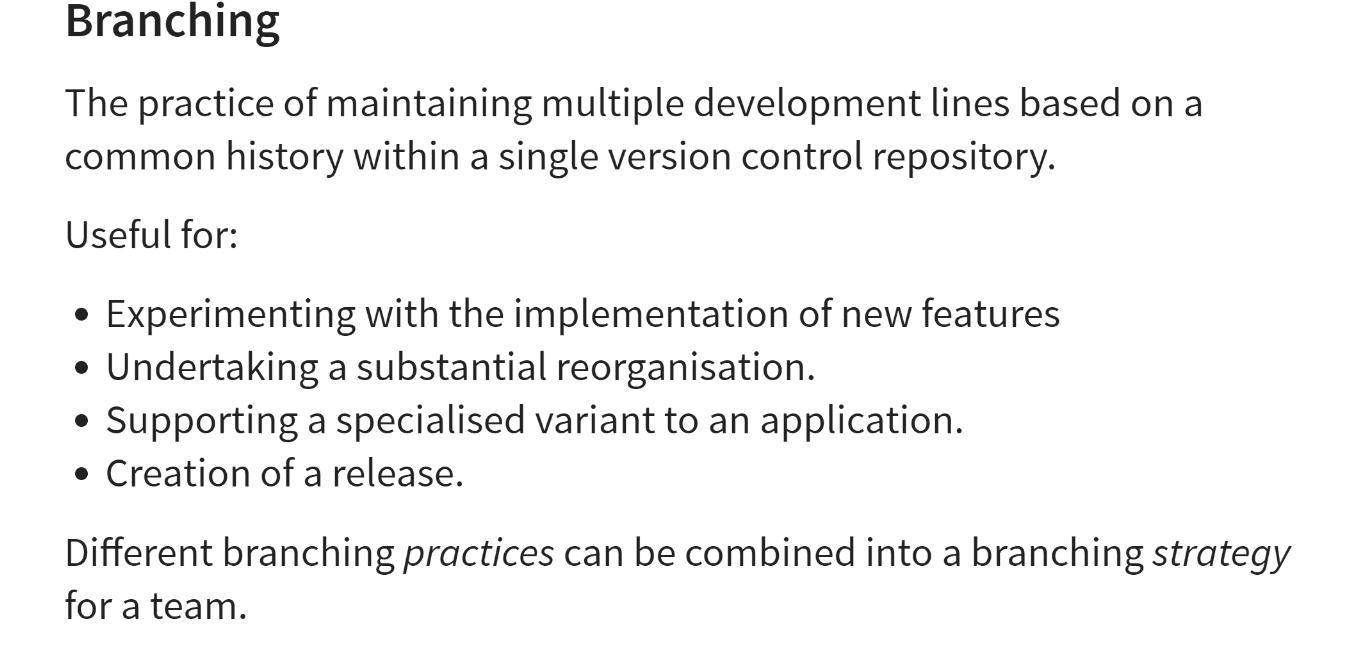 Branching
The practice of maintaining multiple development lines based on a
common history within a single version control repository.
Useful for:
• Experimenting with the implementation of new features
• Undertaking a substantial reorganisation.
• Supporting a specialised variant to an application.
• Creation of a release.
Different branching practices can be combined into a branching strategy
for a team.